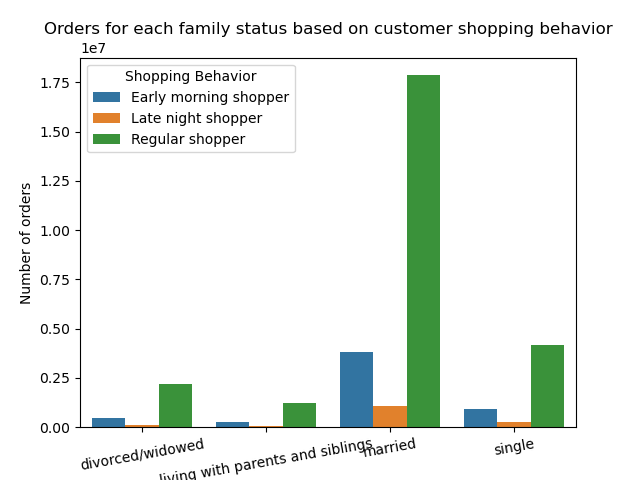 Orders for each family status based on customer shopping behavior
1e7
Shopping Behavior
Early morning shopper
Late night shopper
Regular shopper
1.75
1.50
1.25
1.00
0.75
0.50
0.25
0.00
Number of orders
divorced/widowed
living with parents and siblings
married
single